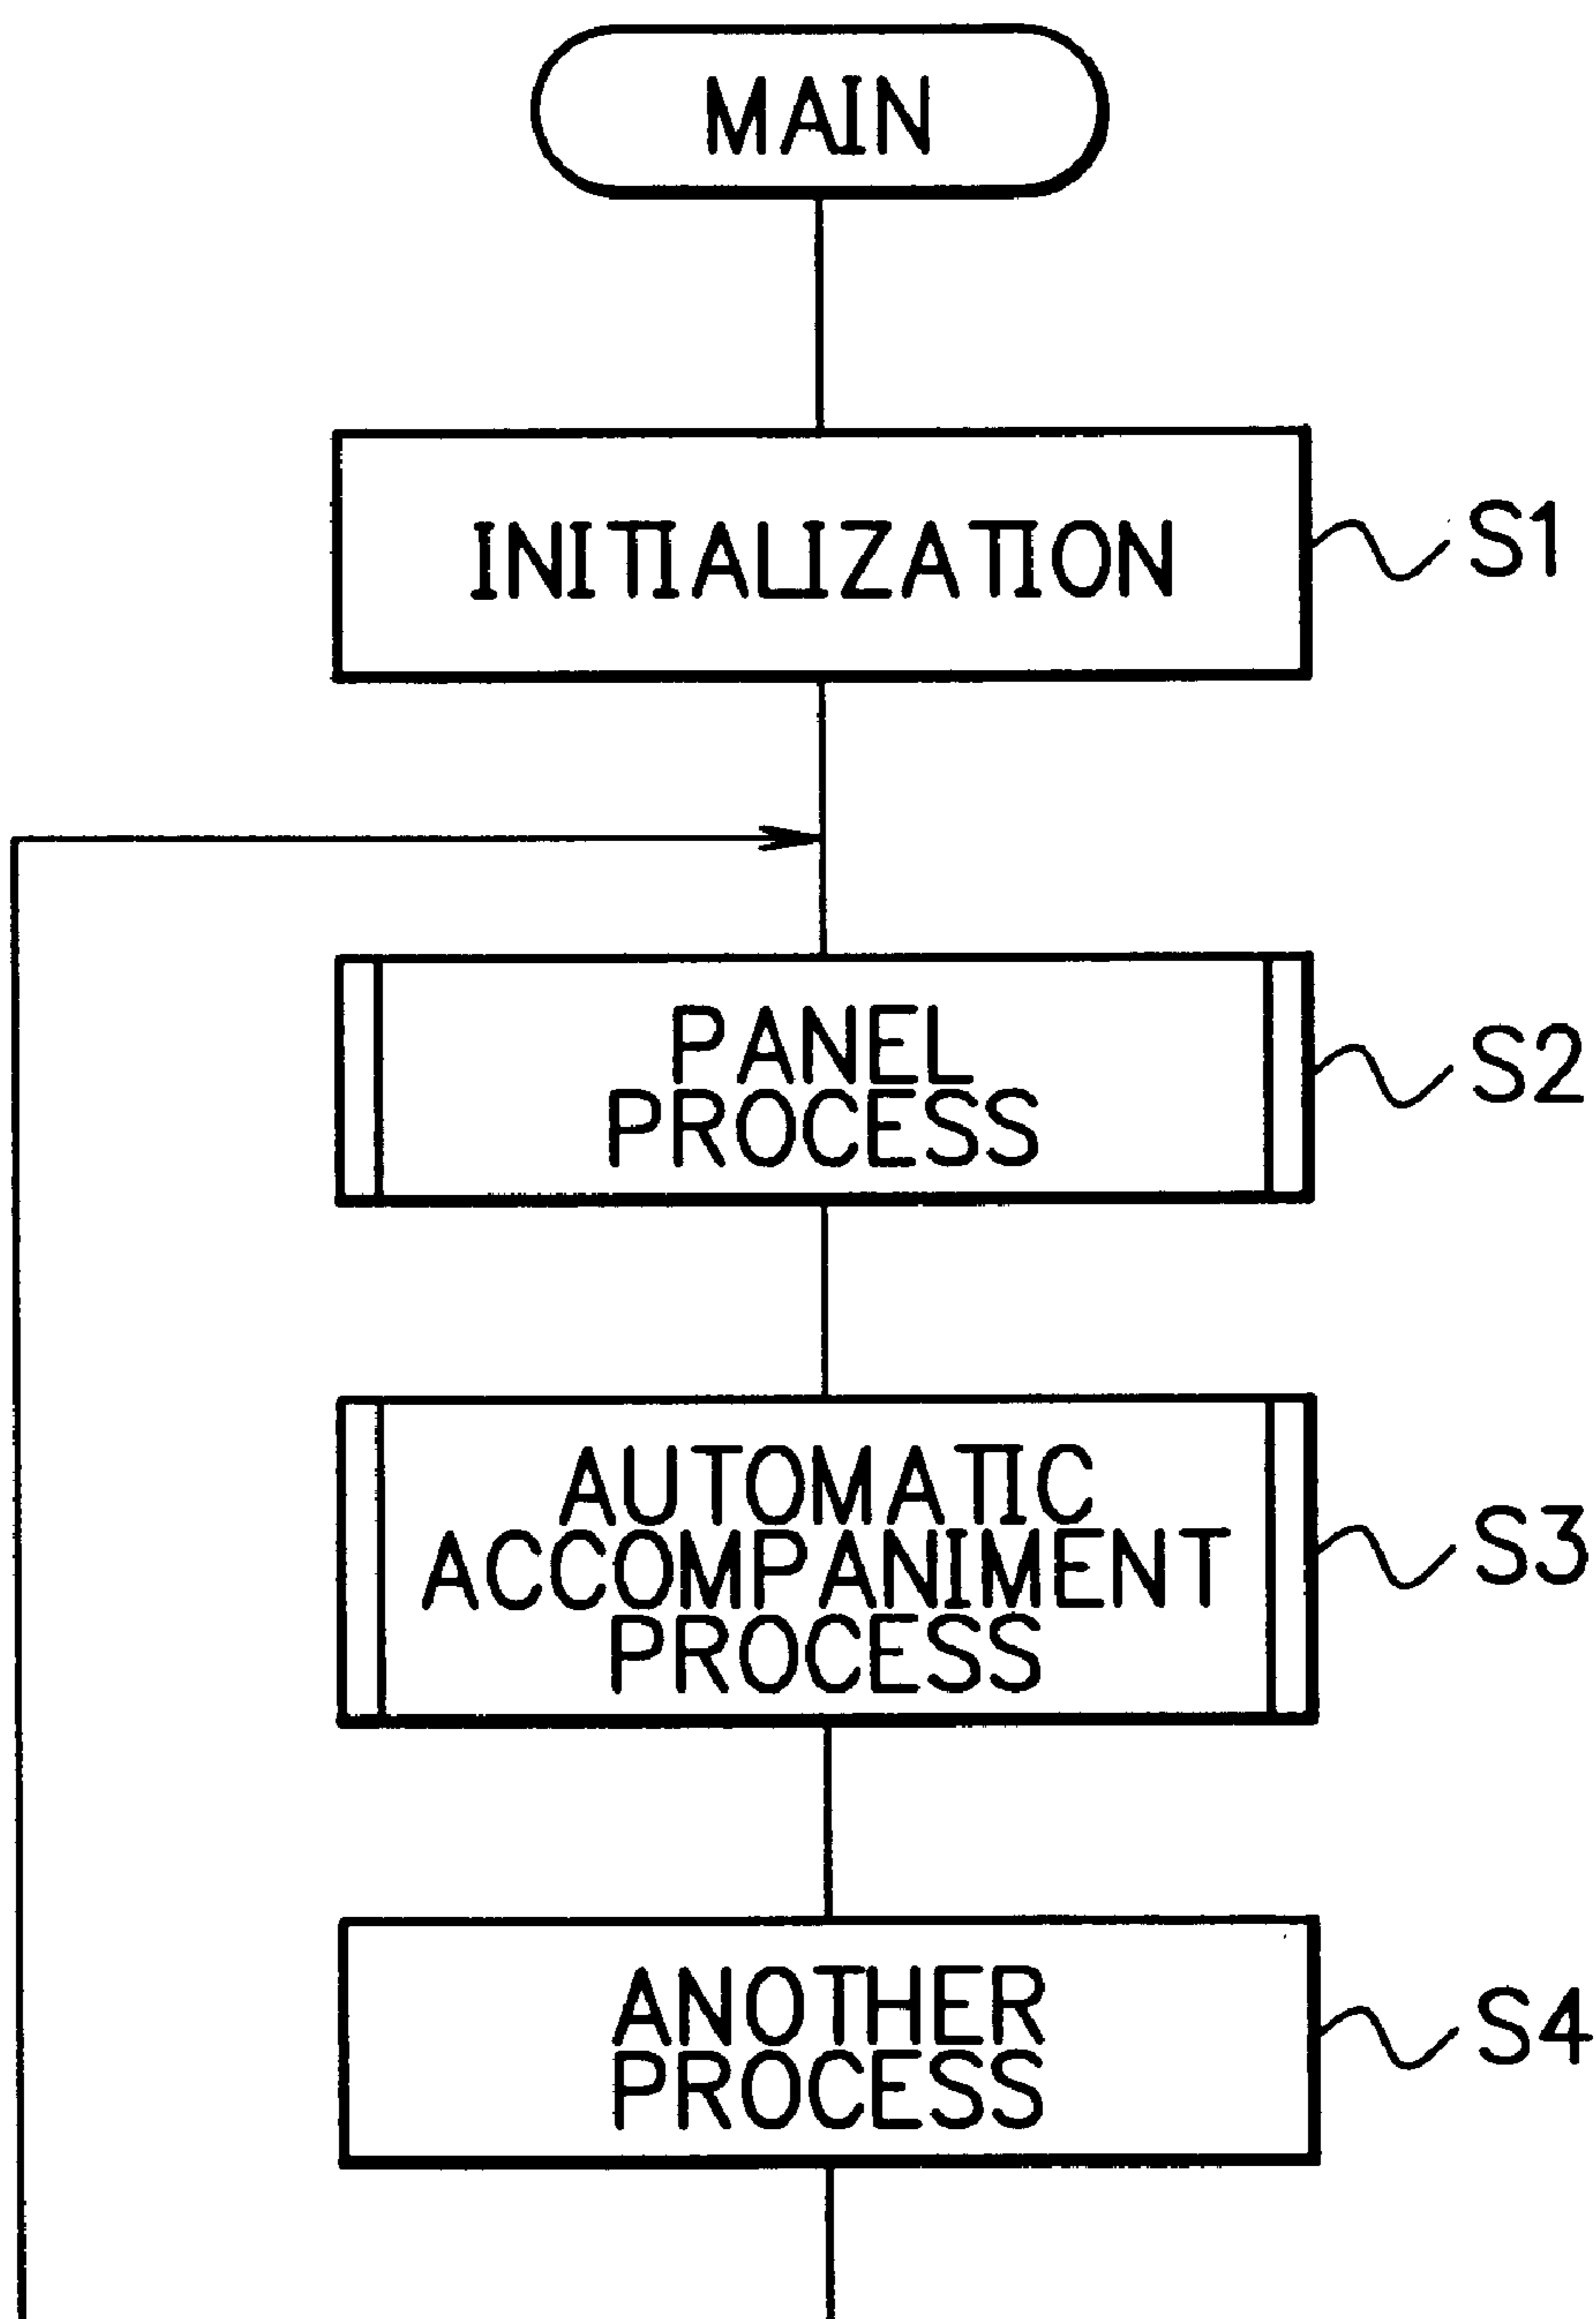 MAIN
INITIALIZATION
S1
PANEL
PROCESS
S2
AUTOMATIC
ACCOMPANIMENT
PROCESS
S3
ANOTHER
PROCESS
S4